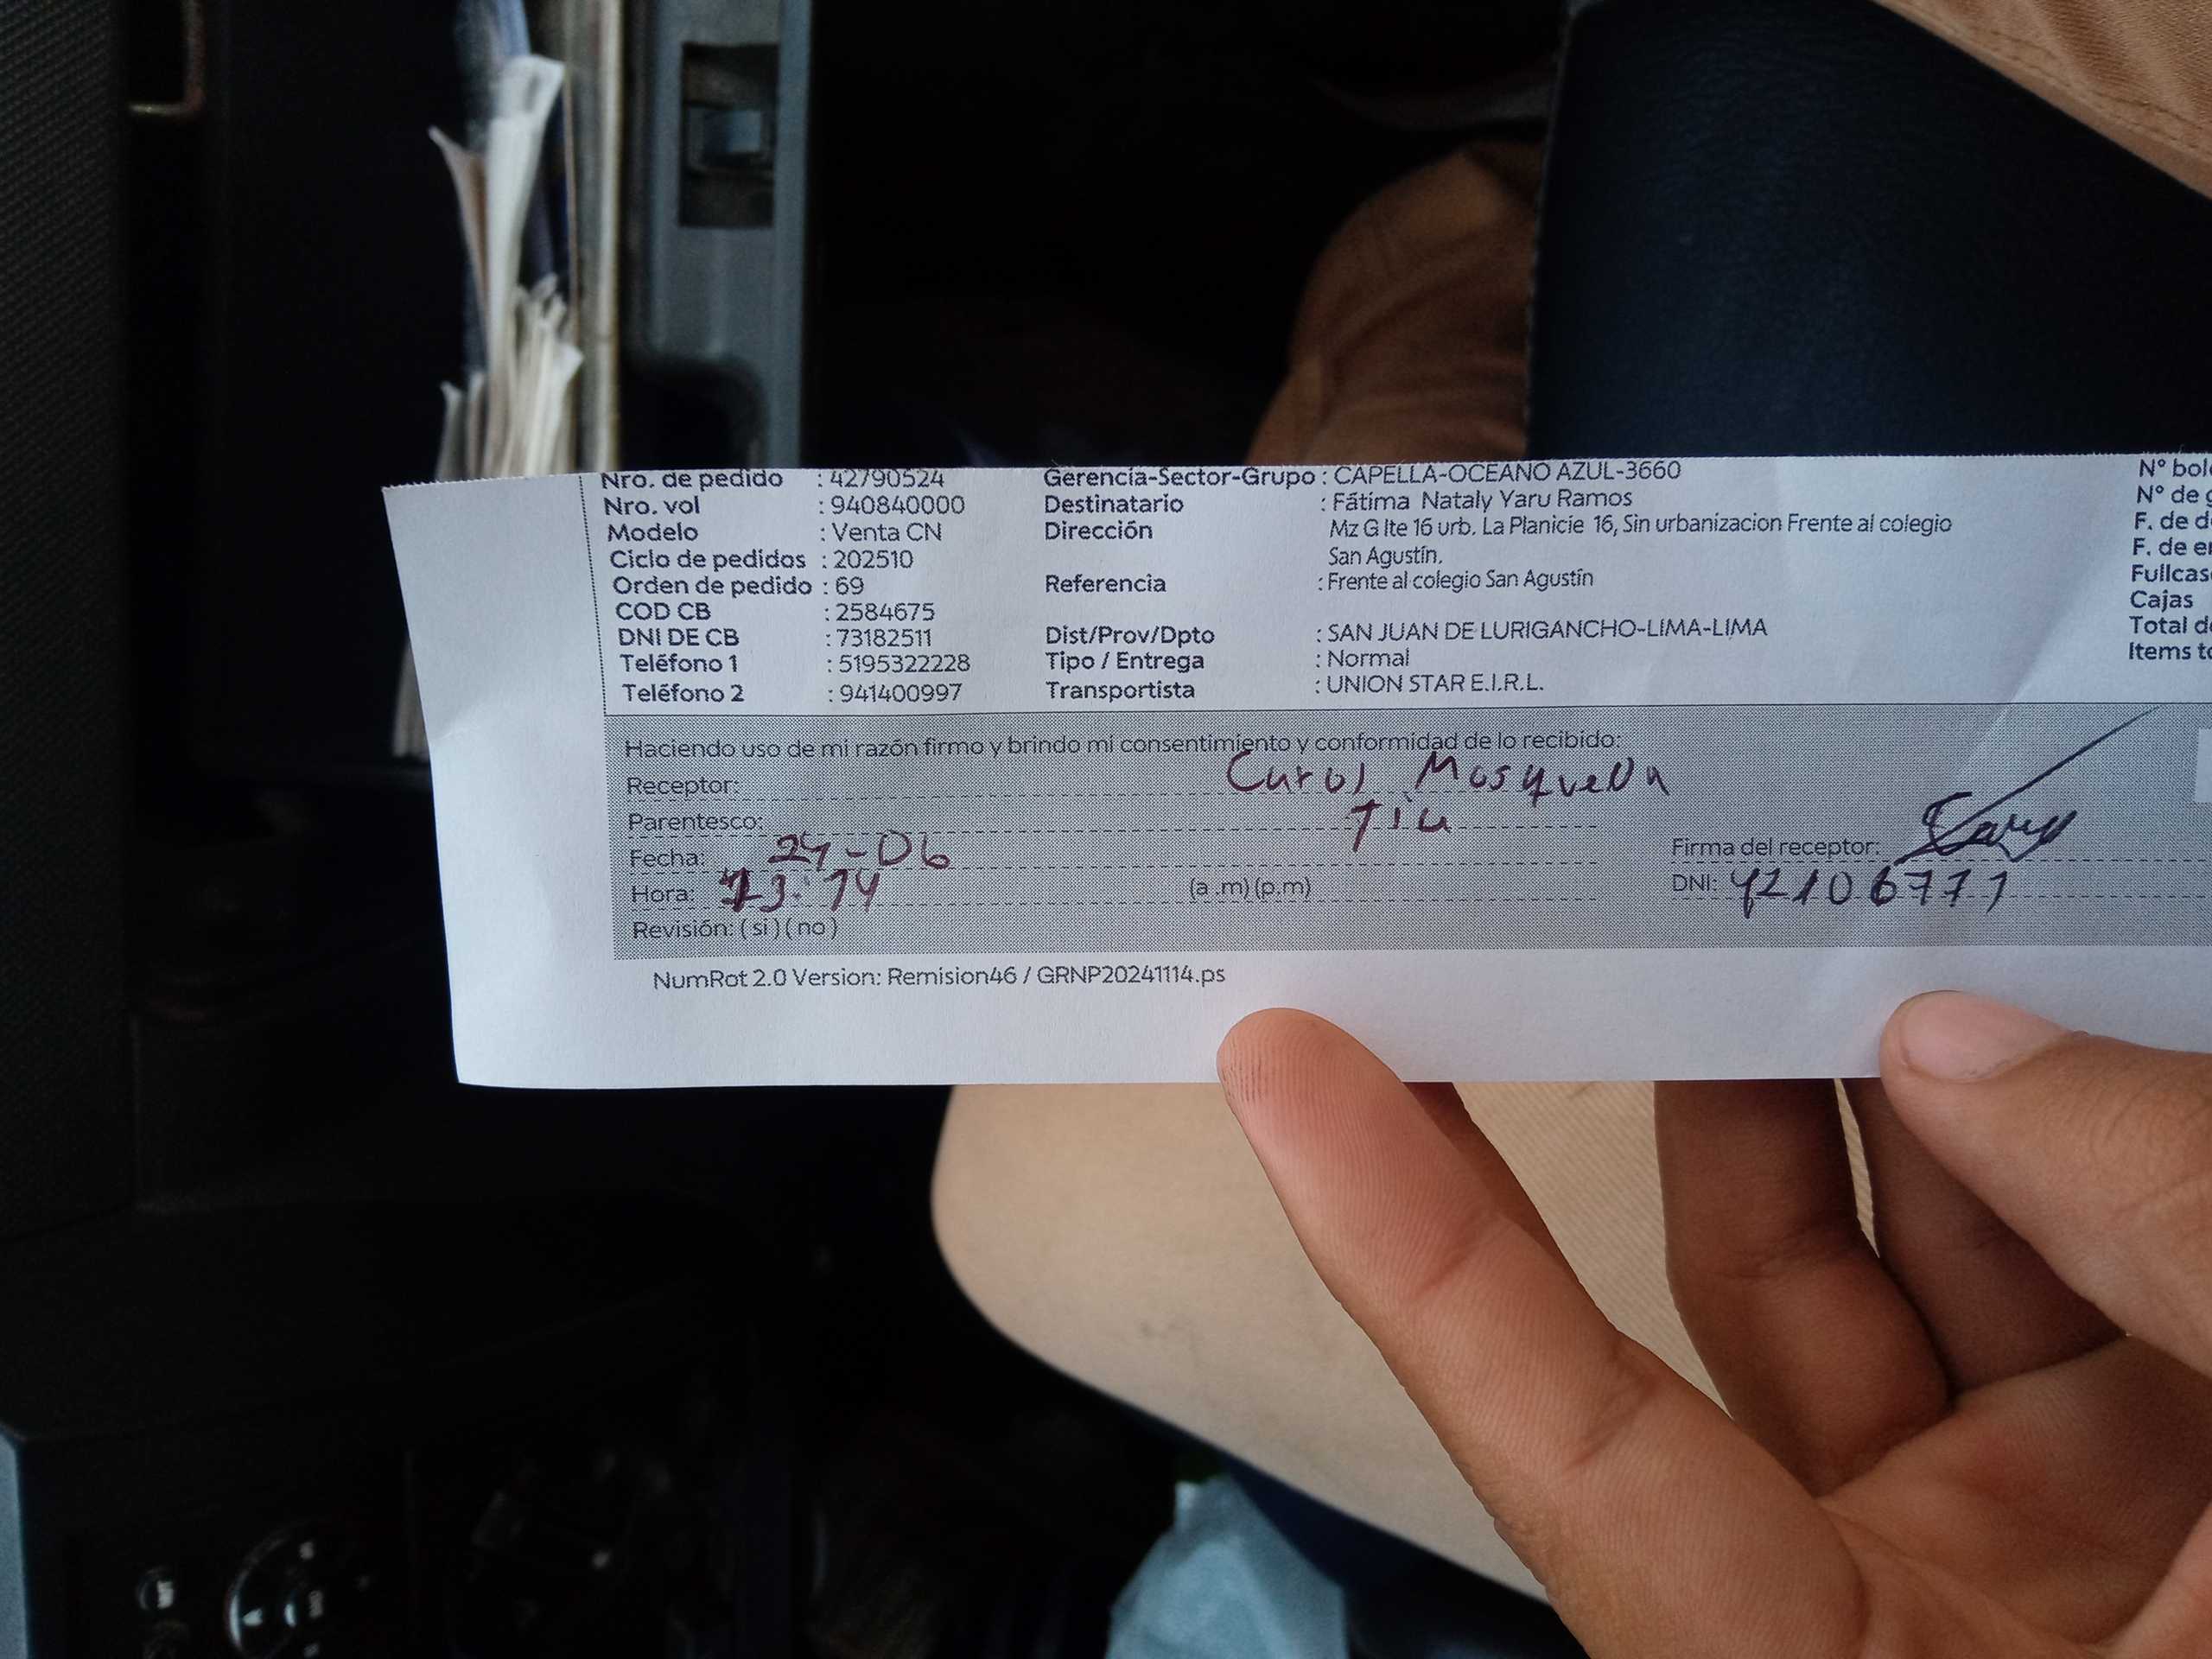 Nro. de pedido : 42790524 Gerencia-Sector-Grupo : CAPELLA-OCEANO AZUL-3660 N° bol
Nro. vol : 940840000 Destinatario : Fátima Nataly Yaru Ramos N° de g
Modelo : Venta CN Dirección Mz G lte 16 urb. La Planicie 16, Sin urbanizacion Frente al colegio F. de d
Ciclo de pedidos : 202510 San Agustín. F. de en
Orden de pedido : 69 Referencia : Frente al colegio San Agustín Fullcas
COD CB : 2584675 Cajas
DNI DE CB : 73182511 Dist/Prov/Dpto : SAN JUAN DE LURIGANCHO-LIMA-LIMA Total de
Teléfono 1 : 5195322228 Tipo / Entrega : Normal Items to
Teléfono 2 : 941400997 Transportista : UNION STAR E.I.R.L.
Haciendo uso de mi razón firmo y brindo mi consentimiento y conformidad de lo recibido:
Receptor: Carol
Parentesco: Tia
Fecha: 24-06 Firma del receptor:
Hora: 13:14 (a .m) (p.m) DNI: 42106771
Revisión: ( si ) ( no )
NumRot 2.0 Version: Remision46 / GRNP20241114.ps